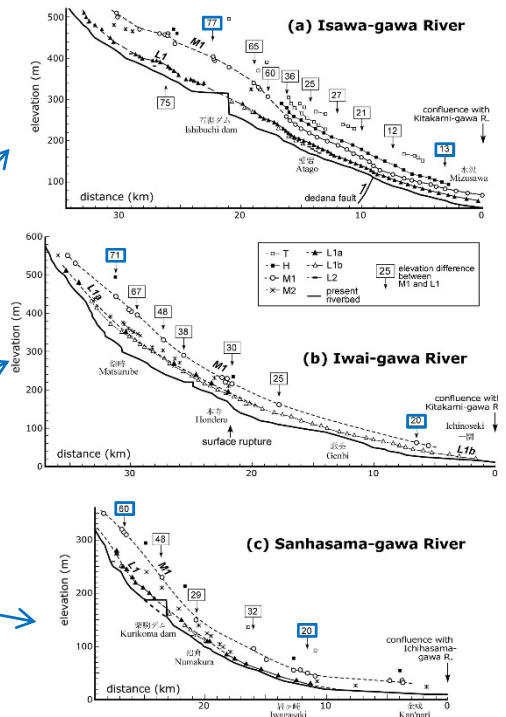 (a) Isawa-gawa River
500
400
300
200
100
elevation (m)
L1
M1
77
65
60
36
25
27
21
12
13
75
石淵ダム
Ishibuchi dam
愛宕
Atago
dedana fault
confluence with
Kitakami-gawa R.
水沢
Mizusawa
distance (km)
30
20
10
0
600
500
400
300
200
100
0
elevation (m)
L1a
71
67
48
38
30
25
20
M1
T
H
M1
M2
L1a
L1b
L2
present
riverbed
25
elevation difference
between
M1 and L1
(b) Iwai-gawa River
confluence with
Kitakami-gawa R
Ichinoseki
一関
Matsurube
本寺
Honderu
surface rupture
厳美
Genbi
L1b
distance (km)
30
20
10
0
(c) Sanhasama-gawa River
300
200
100
0
elevation (m)
60
48
29
32
20
L1
M1
栗駒ダム
Kurikoma dam
沼倉
Numakura
confluence with
Ichihasama-
gawa R.
distance (km)
20
10
0
岩ヶ崎
Iwagasaki
金成
Kan'nari